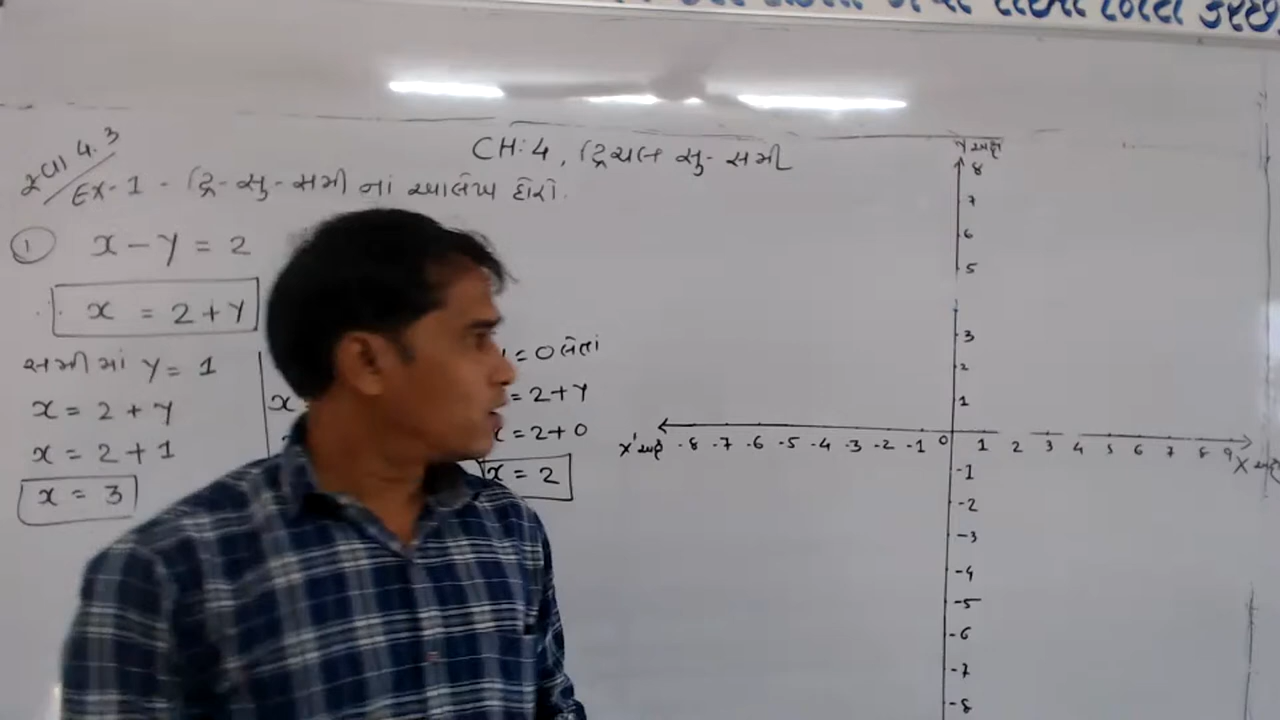 CH:4, દ્વિચલ સુ-સમી
સ્વા 4.3
Ex-1 - દ્વિ-સુ-સમી નાં આલેખ દોરો.
① x - y = 2
x = 2 + y
સમીમાં y = 1
x = 2 + y
x = 2 + 1
x = 3
x
= 0 લેતાં
= 2 + y
x = 2 + 0
x = 2
y અક્ષ
8
7
6
5
3
2
1
x' અક્ષ -8 -7 -6 -5 -4 -3 -2 -1 0 1 2 3 4 5 6 7 8 9 X અક્ષ
-1
-2
-3
-4
-5
-6
-7
-8